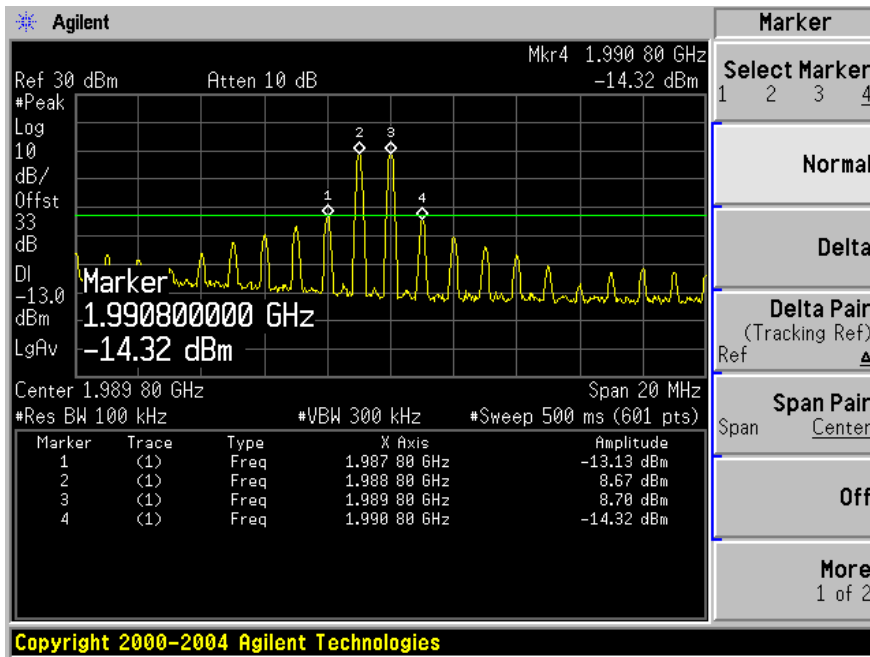 Agilent
Marker
Mkr4 1.990 80 GHz
Ref 30 dBm Atten 10 dB -14.32 dBm
#Peak
Log
10
dB/
Offst
33
dB
DI
-13.0
dBm
LgAv
1
2
3
4
Marker
1.990800000 GHz
-14.32 dBm
Center 1.989 80 GHz Span 20 MHz
#Res BW 100 kHz #VBW 300 kHz #Sweep 500 ms (601 pts)
Marker Trace Type X Axis Amplitude
1 (1) Freq 1.987 80 GHz -13.13 dBm
2 (1) Freq 1.988 80 GHz 8.67 dBm
3 (1) Freq 1.989 80 GHz 8.70 dBm
4 (1) Freq 1.990 80 GHz -14.32 dBm
Select Marker
1 2 3 4
Normal
Delta
Delta Pair
(Tracking Ref)
Ref Δ
Span Pair
Span Center
Off
More
1 of 2
Copyright 2000-2004 Agilent Technologies